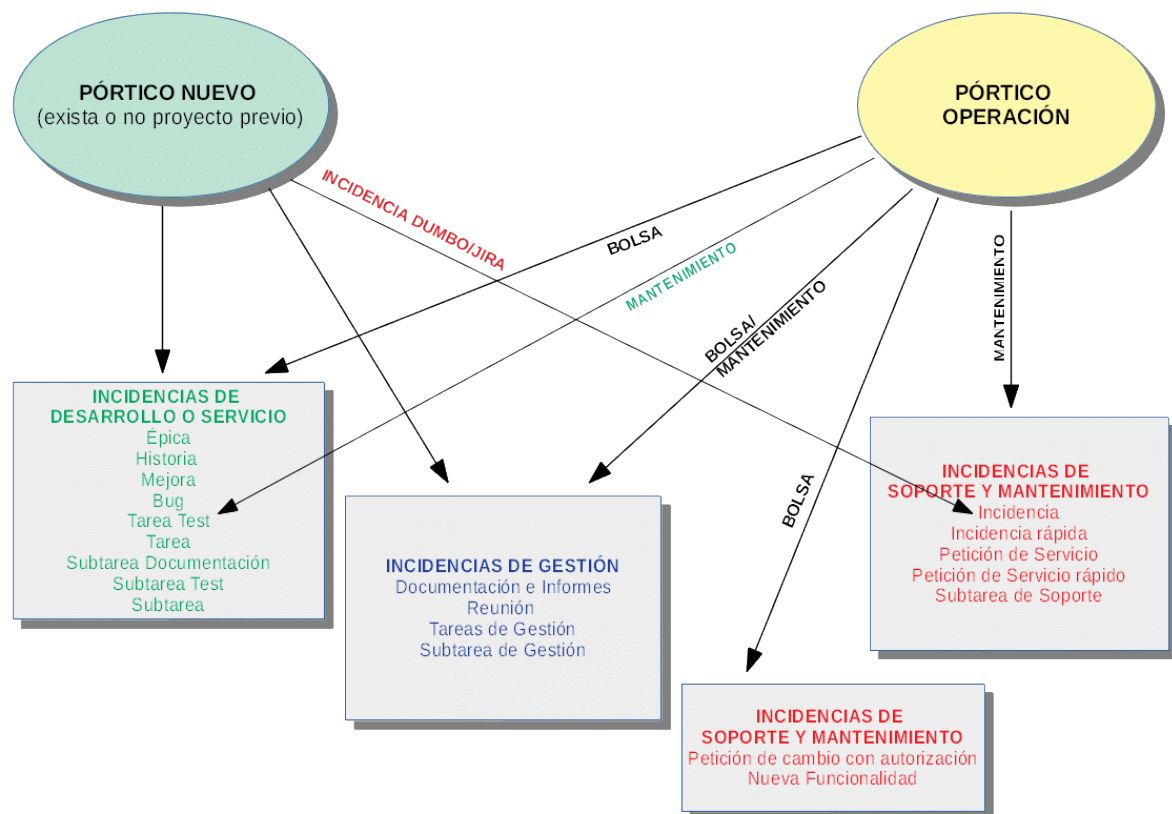 PÓRTICO NUEVO
(exista o no proyecto previo)
PÓRTICO
OPERACIÓN
INCIDENCIA DUMBO/JIRA
BOLSA
MANTENIMIENTO
BOLSA/
MANTENIMIENTO
BOLSA
MANTENIMIENTO
INCIDENCIAS DE
DESARROLLO O SERVICIO
Épica
Historia
Mejora
Bug
Tarea Test
Tarea
Subtarea Documentación
Subtarea Test
Subtarea
INCIDENCIAS DE GESTIÓN
Documentación e Informes
Reunión
Tareas de Gestión
Subtarea de Gestión
INCIDENCIAS DE
SOPORTE Y MANTENIMIENTO
Incidencia
Incidencia rápida
Petición de Servicio
Petición de Servicio rápido
Subtarea de Soporte
INCIDENCIAS DE
SOPORTE Y MANTENIMIENTO
Petición de cambio con autorización
Nueva Funcionalidad